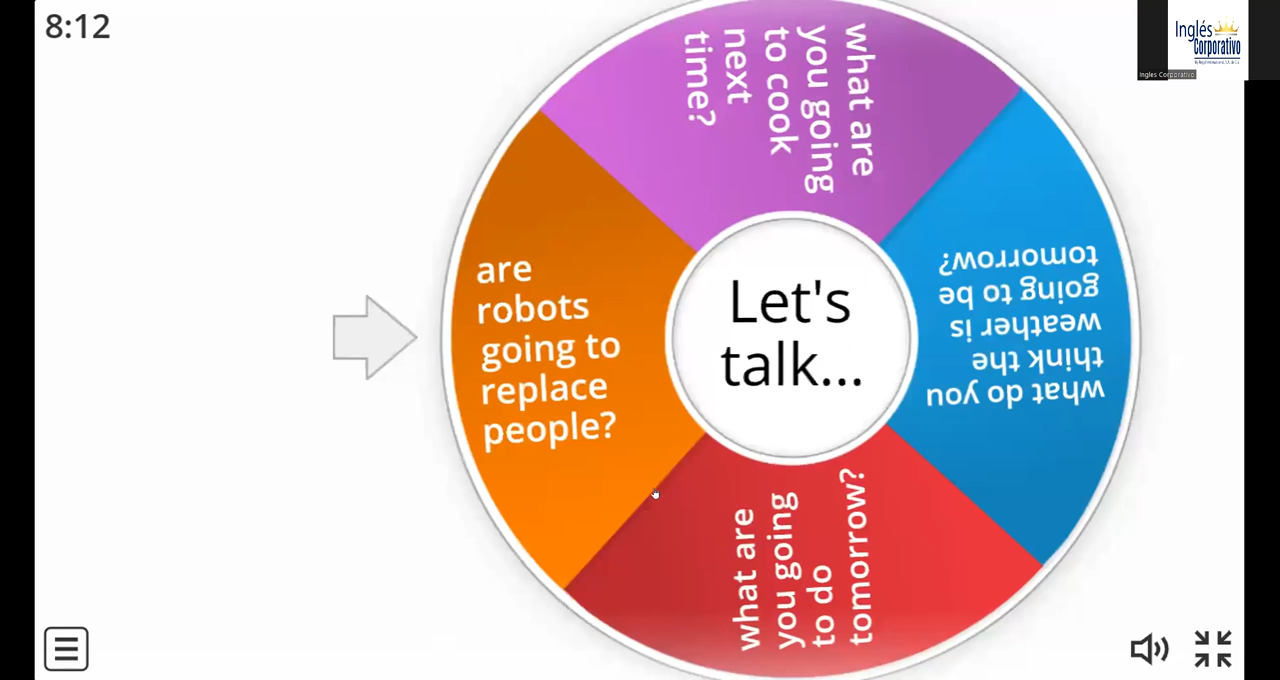 8:12
Inglés
Corporativo
Ingles Corporativo
what are
you going
to cook
next
time?
are
robots
going to
replace
people?
Let's
talk...
what do you
think the
weather is
going to be
tomorrow?
what are
you going
to do
tomorrow?